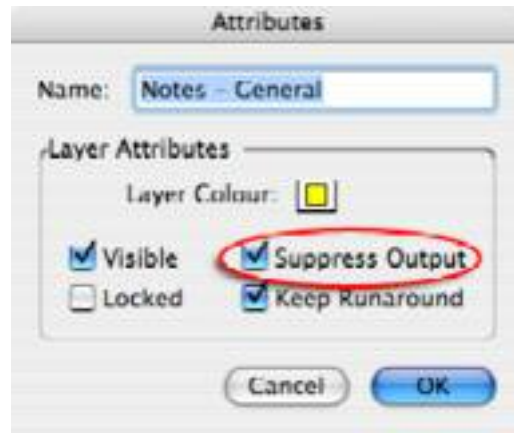 Attributes
Name: Notes – General
Layer Attributes
Layer Colour:
Visible Suppress Output
Locked Keep Runaround
Cancel OK